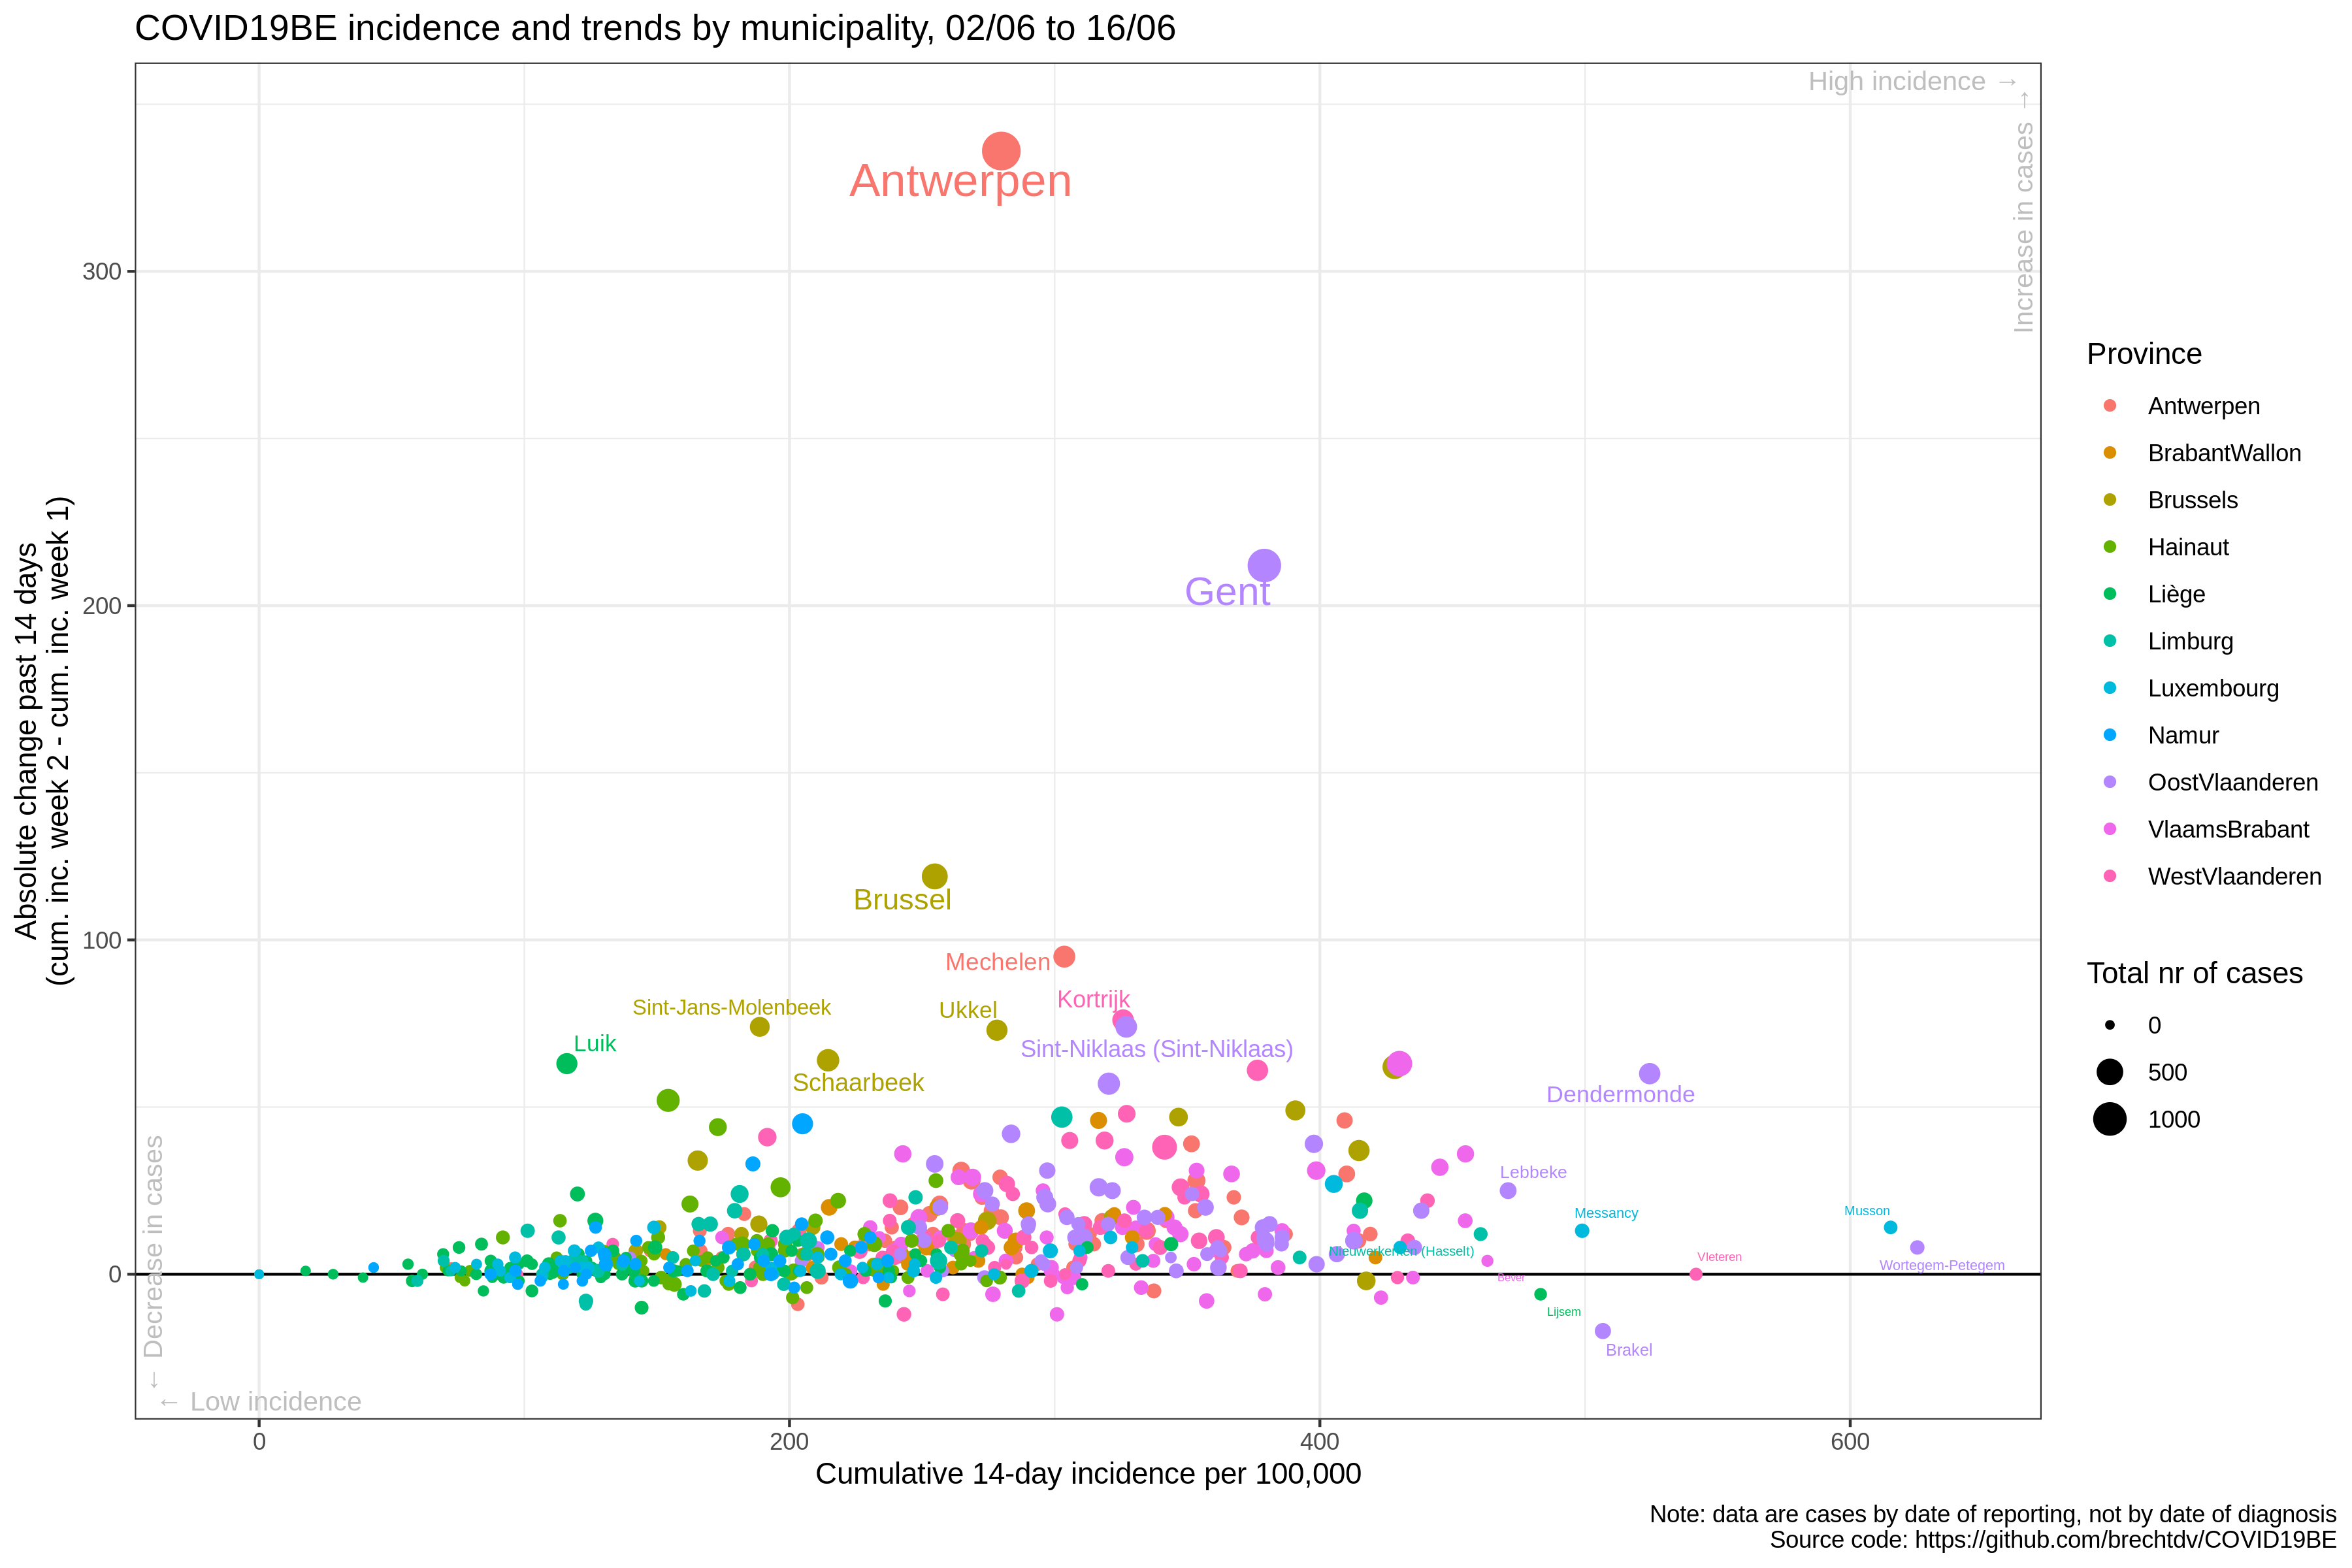 COVID19BE incidence and trends by municipality, 02/06 to 16/06
High incidence →
Increase in cases →
Antwerpen
300
Absolute change past 14 days
(cum. inc. week 2 - cum. inc. week 1)
Gent
200
Brussel
100
Mechelen
Kortrijk
Sint-Jans-Molenbeek
Ukkel
Luik
Sint-Niklaas (Sint-Niklaas)
Schaarbeek
Dendermonde
Lebbeke
Messancy
Musson
Nieuwerkerken (Hasselt)
Vleteren
Wortegem-Petegem
0
Bever
Lijsem
Brakel
← Decrease in cases
← Low incidence
0
200
400
600
Cumulative 14-day incidence per 100,000
Province
Antwerpen
BrabantWallon
Brussels
Hainaut
Liège
Limburg
Luxembourg
Namur
OostVlaanderen
VlaamsBrabant
WestVlaanderen
Total nr of cases
0
500
1000
Note: data are cases by date of reporting, not by date of diagnosis
Source code: https://github.com/brechtdv/COVID19BE